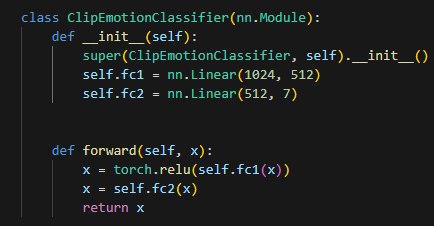 class ClipEmotionClassifier(nn.Module):
    def __init__(self):
        super(ClipEmotionClassifier, self).__init__()
        self.fc1 = nn.Linear(1024, 512)
        self.fc2 = nn.Linear(512, 7)
    def forward(self, x):
        x = torch.relu(self.fc1(x))
        x = self.fc2(x)
        return x